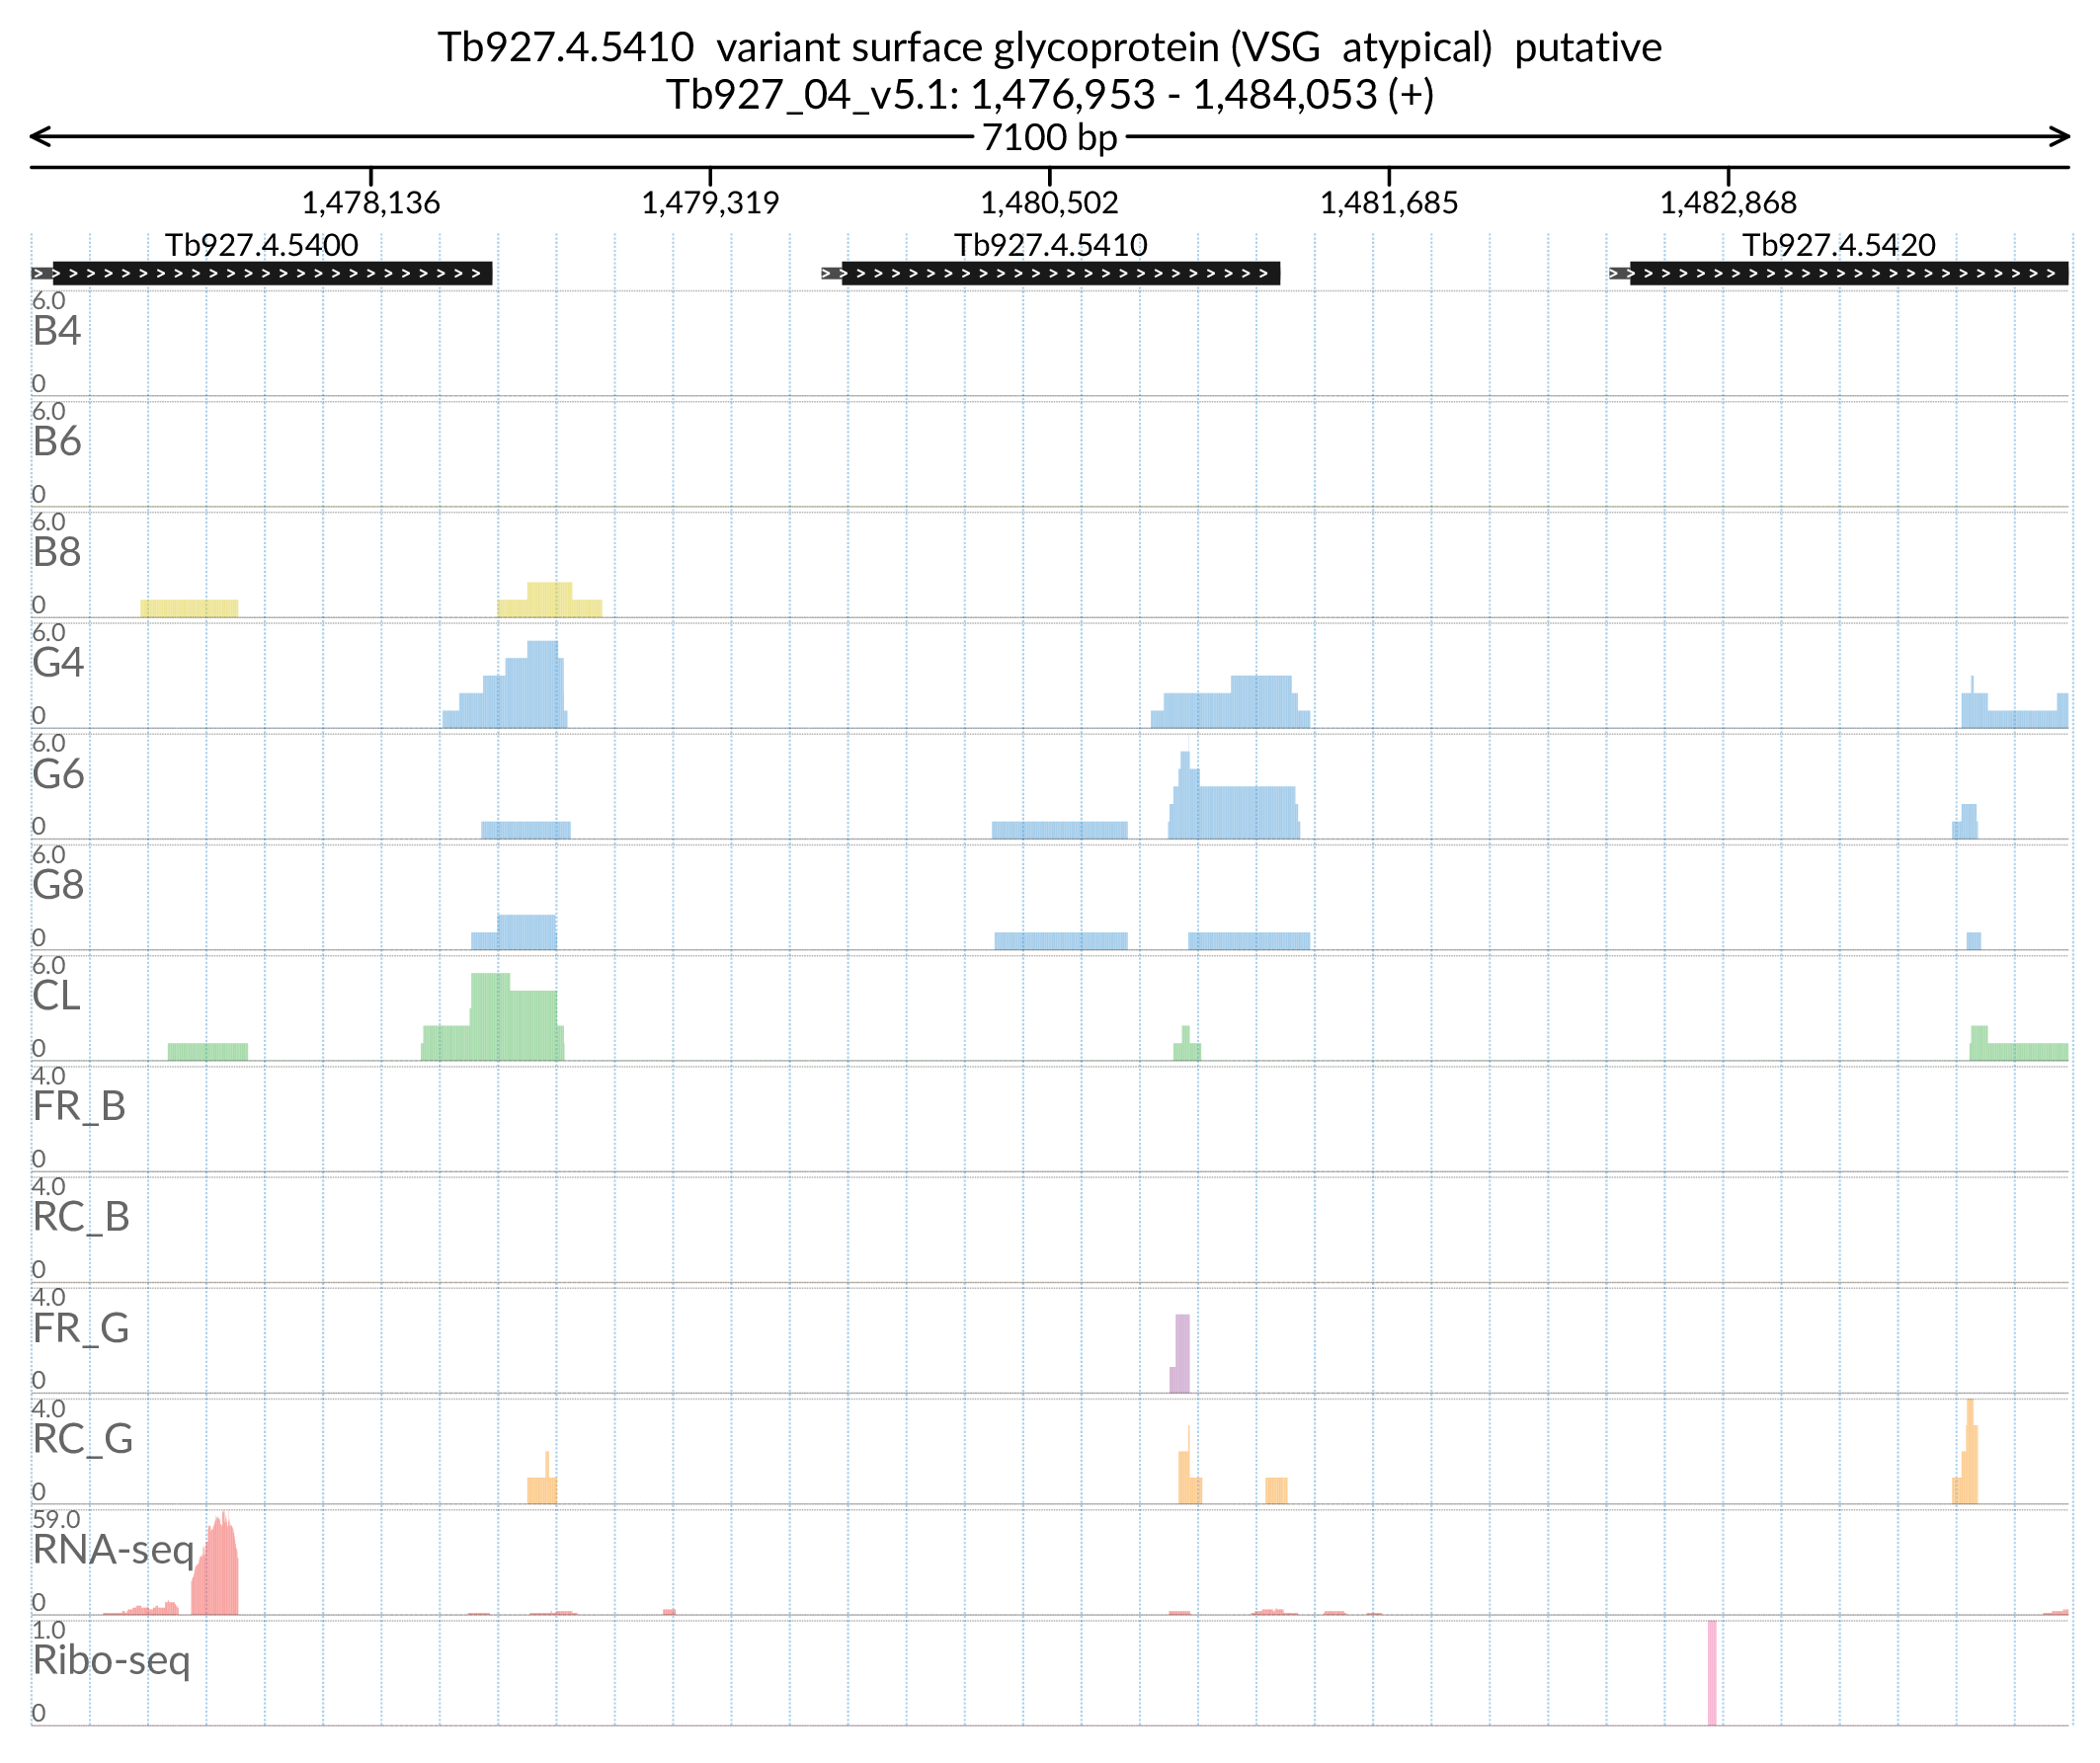 Tb927.4.5410  variant surface glycoprotein (VSG  atypical)  putative
Tb927_04_v5.1: 1,476,953 - 1,484,053 (+)
7100 bp
1,478,136 1,479,319 1,480,502 1,481,685 1,482,868
Tb927.4.5400 Tb927.4.5410 Tb927.4.5420
6.0
B4
0
6.0
B6
0
6.0
B8
0
6.0
G4
0
6.0
G6
0
6.0
G8
0
6.0
CL
0
4.0
FR_B
0
4.0
RC_B
0
4.0
FR_G
0
4.0
RC_G
0
59.0
RNA-seq
0
1.0
Ribo-seq
0